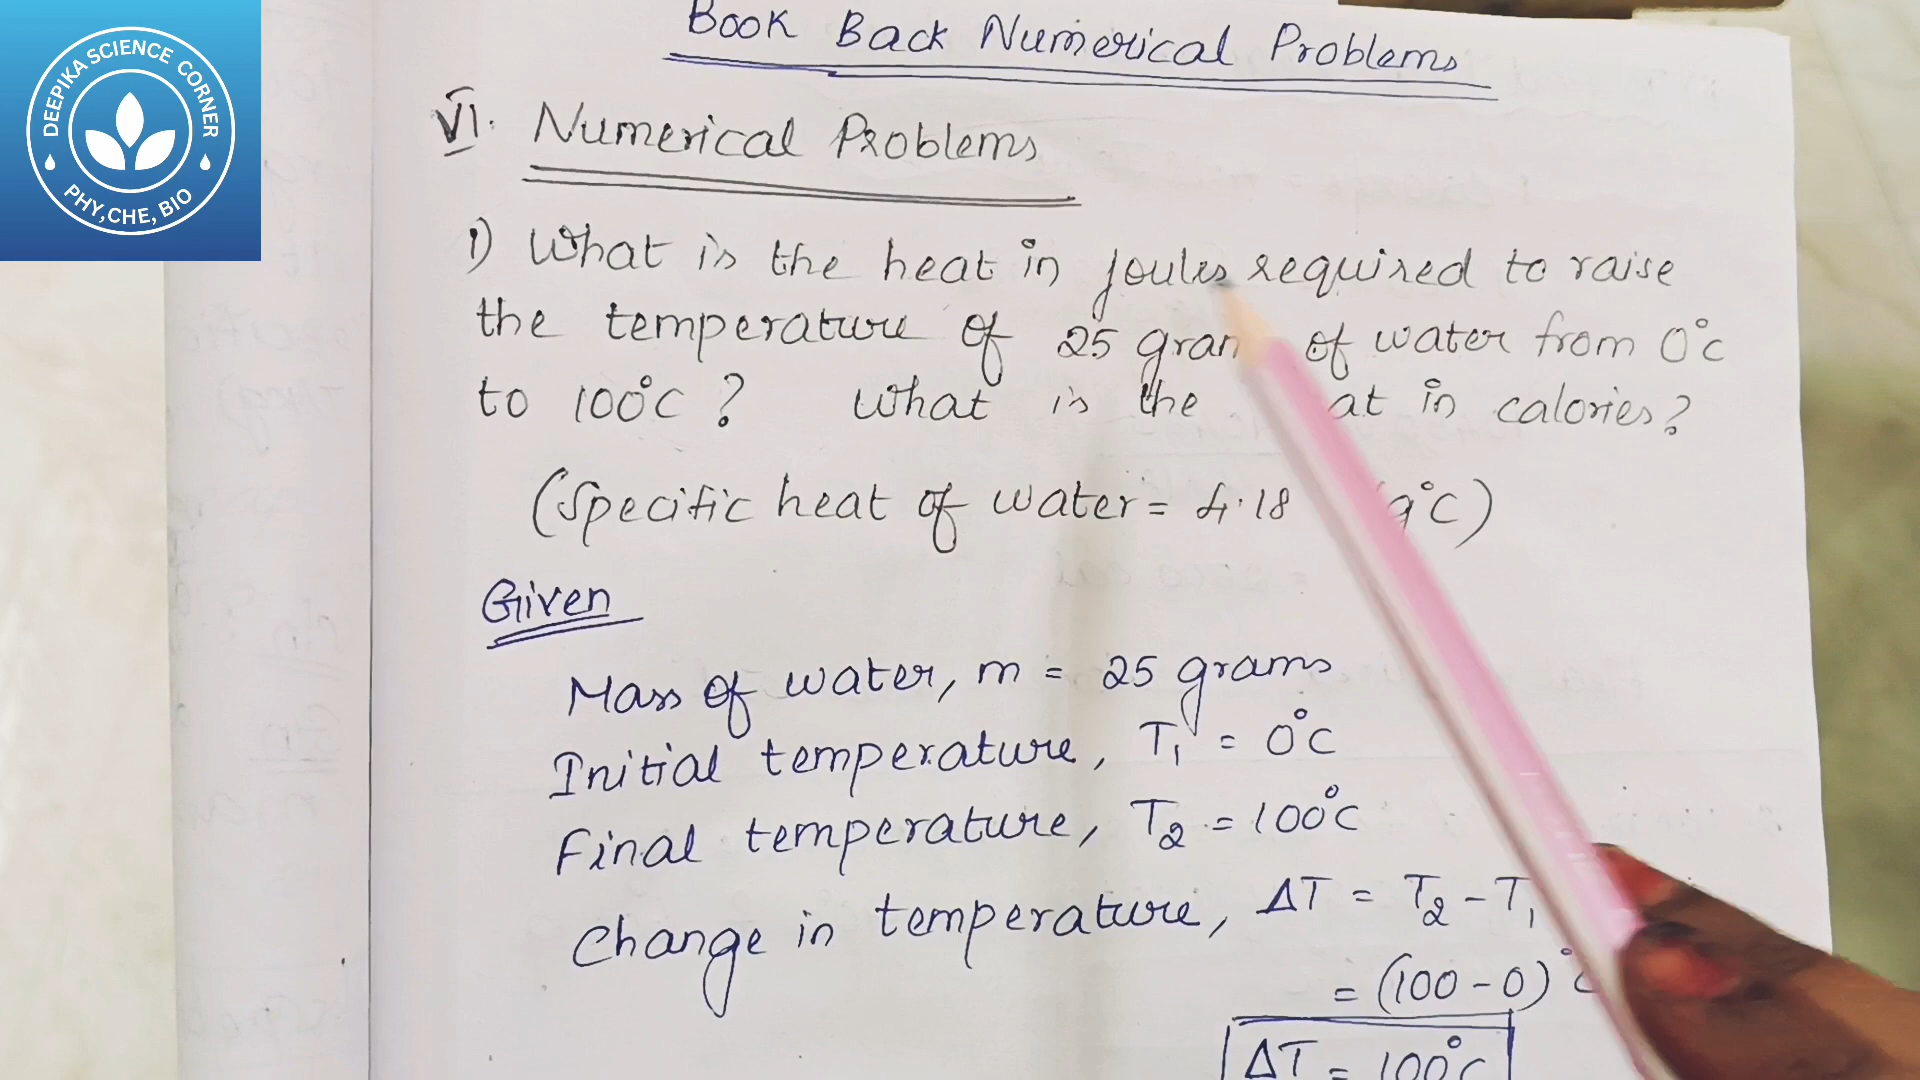 DEEPIKA SCIENCE CORNER
PHY,CHE, BIO
Book Back Numerical Problems
VI. Numerical Problems
1) What is the heat in joules required to raise
the temperature of 25 gram of water from 0°C
to 100°C ? What is the at in calories?
(Specific heat of water = 4.18 g°C)
Given
Mass of water, m = 25 grams
Initial temperature, T₁ = 0°C
Final temperature, T₂ = 100°C
Change in temperature, ΔT = T₂ - T₁
= (100 - 0)°C
ΔT = 100°C